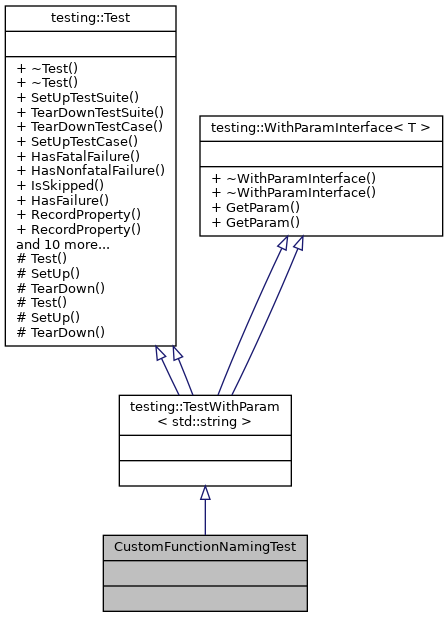 testing::Test
+ ~Test()
+ ~Test()
+ SetUpTestSuite()
+ TearDownTestSuite()
+ TearDownTestCase()
+ SetUpTestCase()
+ HasFatalFailure()
+ HasNonfatalFailure()
+ IsSkipped()
+ HasFailure()
+ RecordProperty()
+ RecordProperty()
and 10 more...
# Test()
# SetUp()
# TearDown()
# Test()
# SetUp()
# TearDown()
testing::WithParamInterface< T >
+ ~WithParamInterface()
+ ~WithParamInterface()
+ GetParam()
+ GetParam()
testing::TestWithParam
< std::string >
CustomFunctionNamingTest